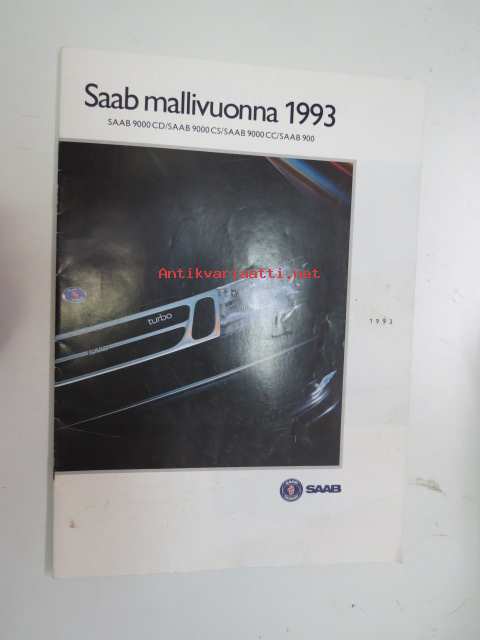 Saab mallivuonna 1993
SAAB 9000 CD/SAAB 9000 CS/SAAB 9000 CC/SAAB 900
Antikvariaatti.net
turbo
SAAB
1993
SAAB